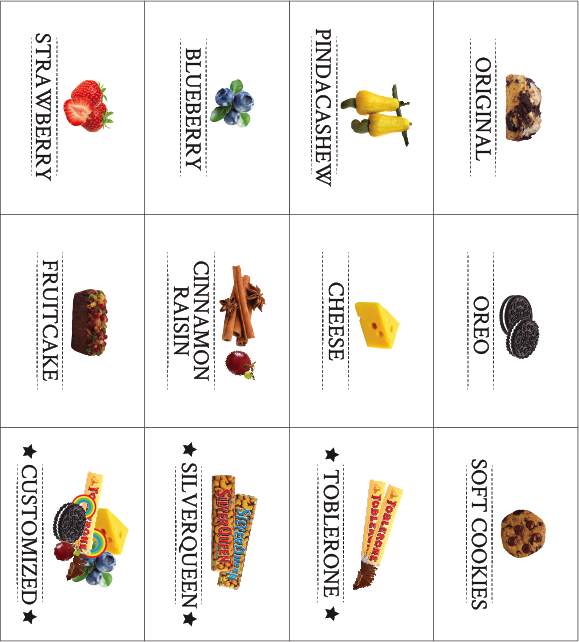 ORIGINAL
OREO
SOFT COOKIES
PINDACASHEW
CHEESE
TOBLERONE
TOBLERONE
★ TOBLERONE ★
BLUEBERRY
CINNAMON
RAISIN
SILVERQUEEN
SILVERQUEEN
★ SILVERQUEEN ★
STRAWBERRY
FRUITCAKE
★ CUSTOMIZED ★